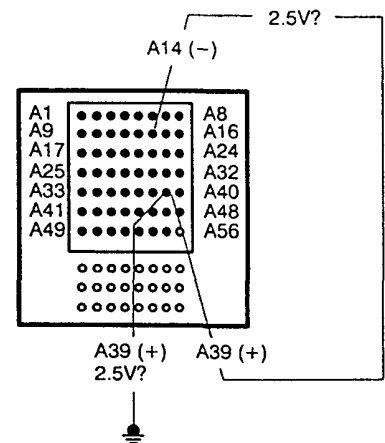 2.5V?
A14 (−)
A1 A8
A9 A16
A17 A24
A25 A32
A33 A40
A41 A48
A49 A56
A39 (+) A39 (+)
2.5V?